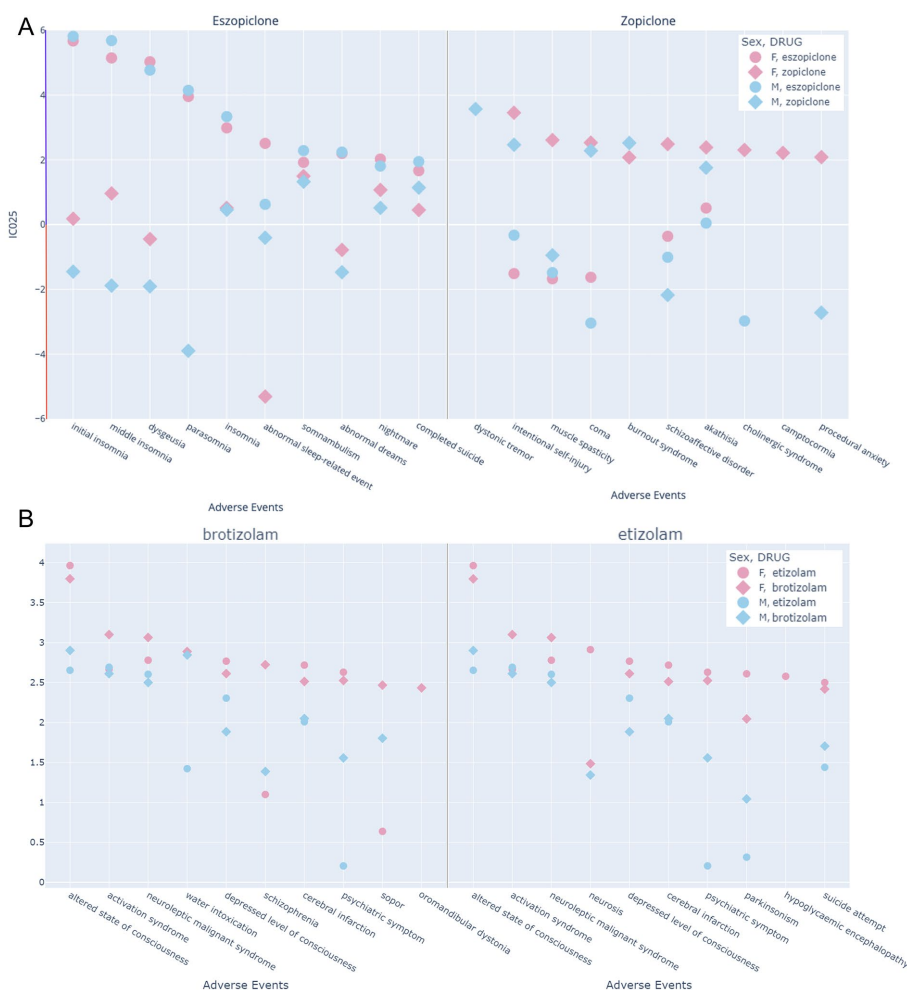 A
Eszopiclone
Zopiclone
Sex, DRUG
F, eszopiclone
F, zopiclone
M, eszopiclone
M, zopiclone
IC025
6
4
2
0
−2
−4
−6
initial insomnia
middle insomnia
dysgeusia
parasomnia
insomnia
abnormal sleep-related event
somnambulism
abnormal dreams
nightmare
completed suicide
dystonic tremor
intentional self-injury
muscle spasticity
coma
burnout syndrome
schizoaffective disorder
akathisia
cholinergic syndrome
camptocormia
procedural anxiety
Adverse Events
Adverse Events
B
brotizolam
etizolam
Sex, DRUG
F, etizolam
F, brotizolam
M, etizolam
M, brotizolam
4
3.5
3
2.5
2
1.5
1
0.5
0
altered state of consciousness
activation syndrome
neuroleptic malignant syndrome
water intoxication
depressed level of consciousness
schizophrenia
cerebral infarction
psychiatric symptom
sopor
oromandibular dystonia
altered state of consciousness
activation syndrome
neuroleptic malignant syndrome
neurosis
depressed level of consciousness
cerebral infarction
psychiatric symptom
parkinsonism
hypoglycaemic encephalopathy
suicide attempt
Adverse Events
Adverse Events